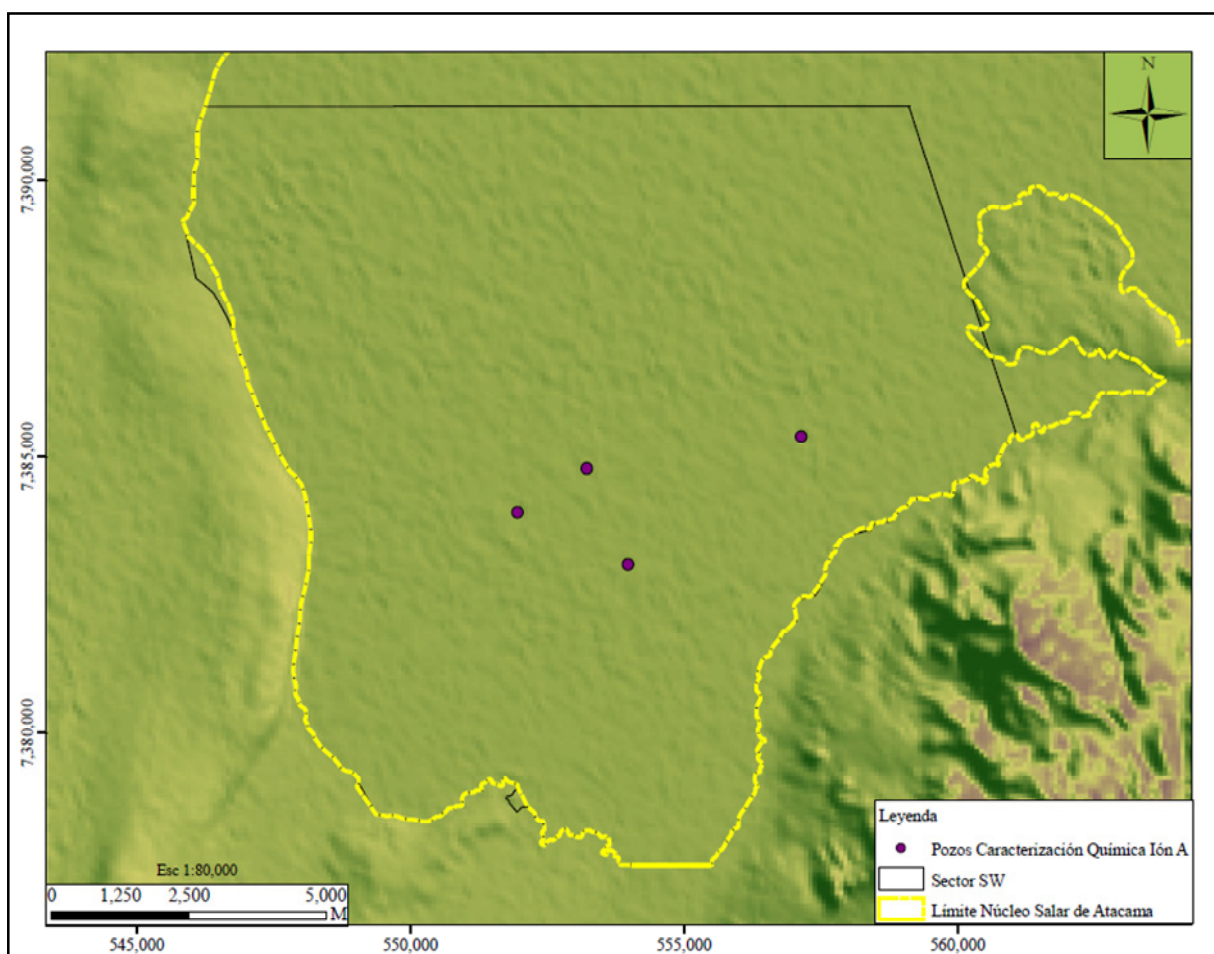 N
7,390,000
7,385,000
7,380,000
Leyenda
Pozos Caracterización Química Ión A
Sector SW
Límite Núcleo Salar de Atacama
Esc 1:80,000
0 1,250 2,500 5,000
M
545,000 550,000 555,000 560,000